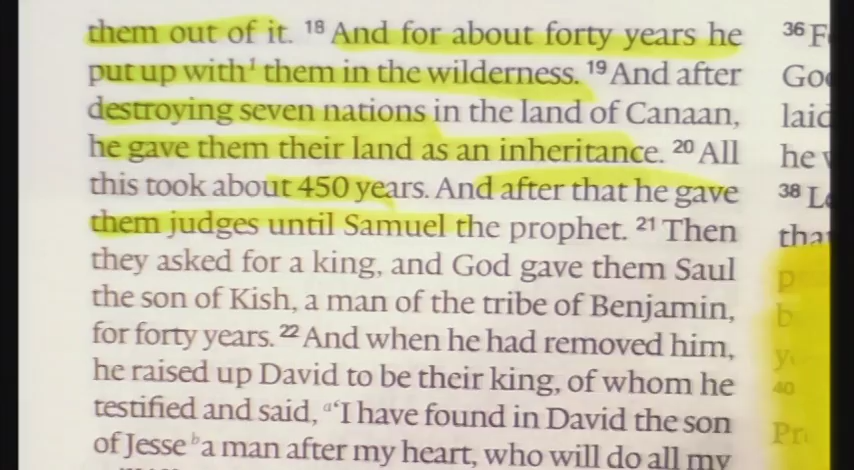 them out of it. 18 And for about forty years he
put up with¹ them in the wilderness. 19 And after
destroying seven nations in the land of Canaan,
he gave them their land as an inheritance. 20 All
this took about 450 years. And after that he gave
them judges until Samuel the prophet. 21 Then
they asked for a king, and God gave them Saul
the son of Kish, a man of the tribe of Benjamin,
for forty years. 22 And when he had removed him,
he raised up David to be their king, of whom he
testified and said, a‘I have found in David the son
of Jesse b a man after my heart, who will do all my
36 F
God
laid
he
38 L
that
40